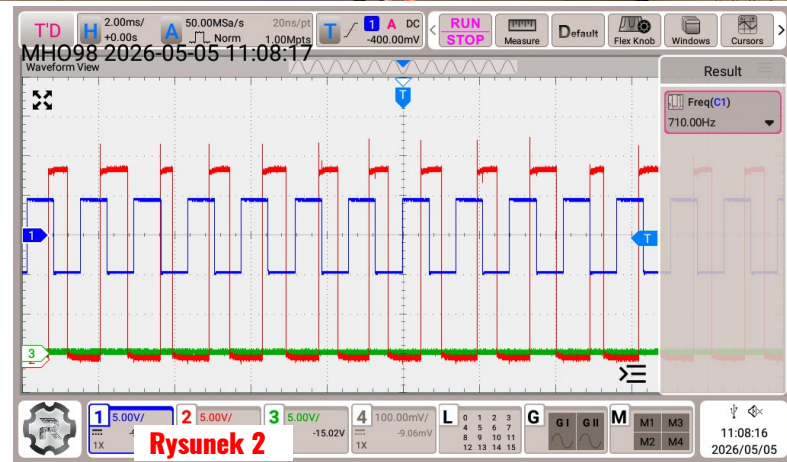 T'D H 2.00ms/ +0.00s A 50.00MSa/s 20ns/pt Norm 1.00Mpts T 1 A DC -400.00mV < RUN STOP Measure Default Flex Knob Windows Cursors >
MHO98 2026-05-05 11:08:17
Waveform View
Result
T
Freq(C1)
710.00Hz
1
T
3
1 5.00V/ 2 5.00V/ 3 5.00V/ 4 100.00mV/ L 0 1 2 3 G GI GII M M1 M3
4 5 6 7
-15.02V -9.06mV 8 9 10 11 M2 M4 11:08:16
1X 1X 12 13 14 15 2026/05/05
Rysunek 2